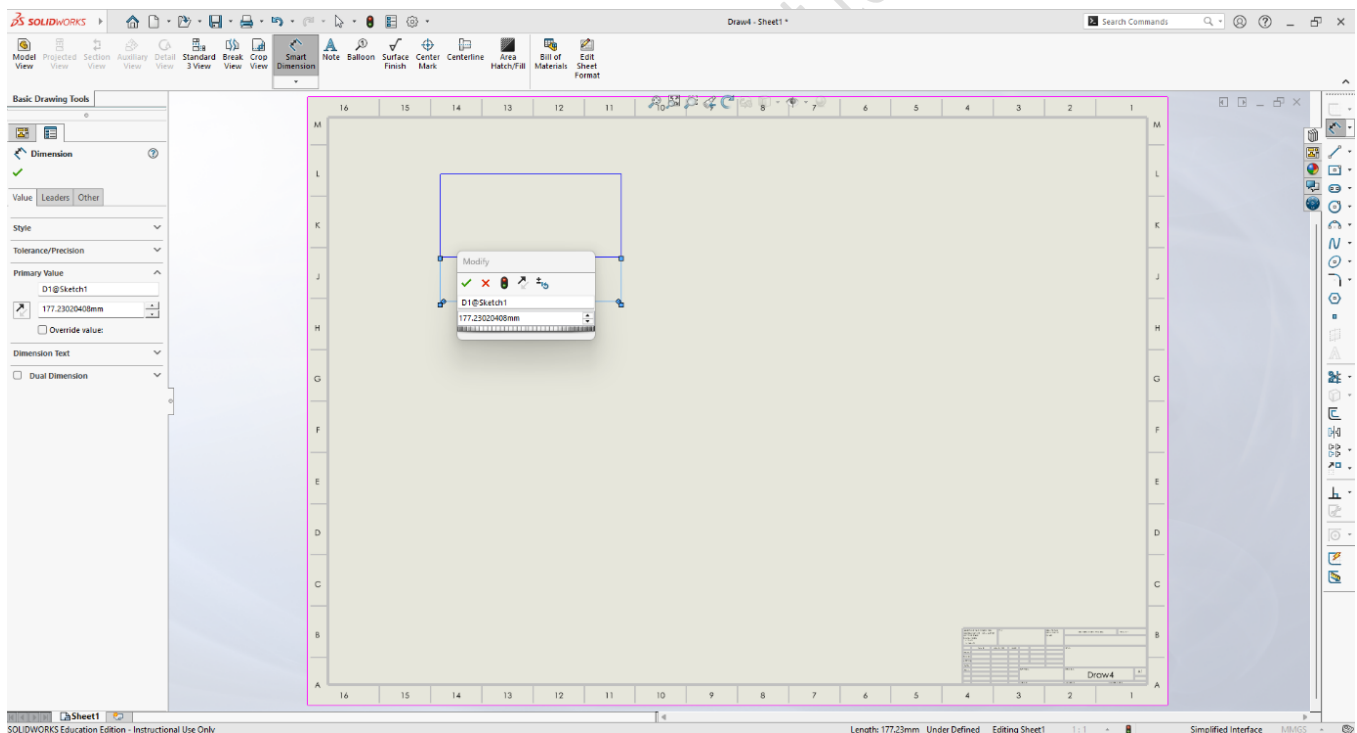 SOLIDWORKS
Draw4 - Sheet1 *
Search Commands
Model View
Projected View
Section View
Auxiliary View
Detail View
Standard 3 View
Break View
Crop View
Smart Dimension
Note
Balloon
Surface Finish
Center Mark
Centerline
Area Hatch/Fill
Bill of Materials
Edit Sheet Format
Basic Drawing Tools
Dimension
Value Leaders Other
Style
Tolerance/Precision
Primary Value
D1@Sketch1
177.23020408mm
Override value:
Dimension Text
Dual Dimension
16 15 14 13 12 11 10 8 7 6 5 4 3 2 1
M M
L L
K K
J J
H H
G G
F F
E E
D D
C C
B B
A A
Modify
D1@Sketch1
177.23020408mm
Draw4
16 15 14 13 12 11 10 9 8 7 6 5 4 3 2 1
Sheet1
SOLIDWORKS Education Edition - Instructional Use Only
Length: 177.23mm Under Defined Editing Sheet1 1:1 Simplified Interface MMGS